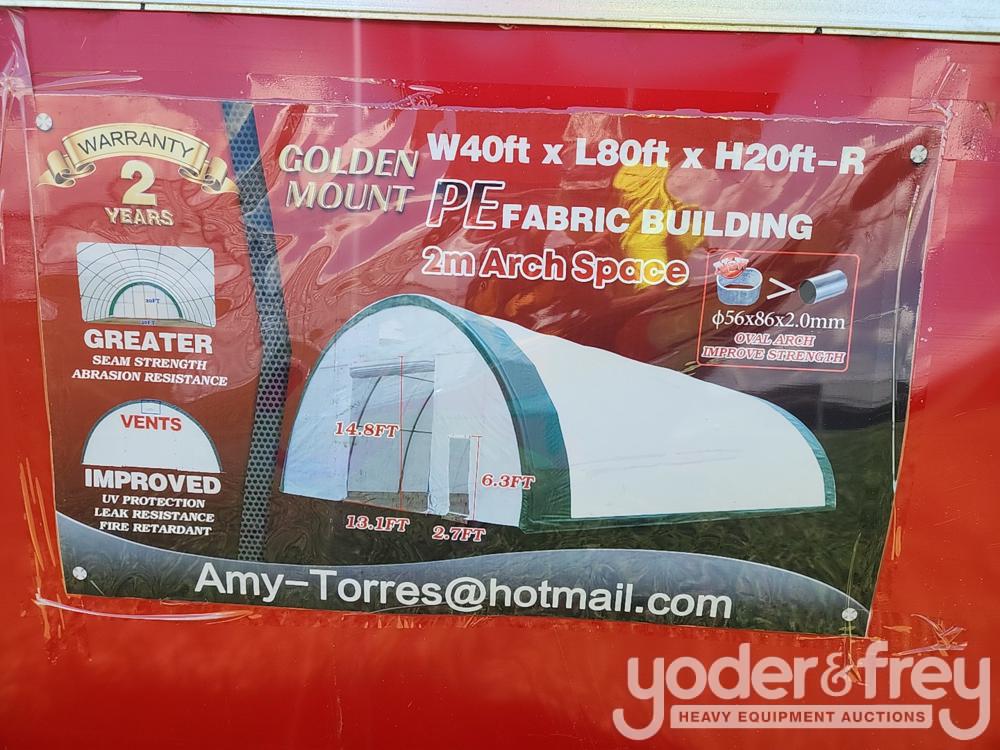 WARRANTY
2
YEARS
GOLDEN
MOUNT
W40ft x L80ft x H20ft-R
PE FABRIC BUILDING
2m Arch Space
20FT
40FT
GREATER
SEAM STRENGTH
ABRASION RESISTANCE
>
ϕ56x86x2.0mm
OVAL ARCH
IMPROVE STRENGTH
VENTS
IMPROVED
UV PROTECTION
LEAK RESISTANCE
FIRE RETARDANT
14.8FT
6.3FT
13.1FT
2.7FT
Amy-Torres@hotmail.com
yoder&frey
HEAVY EQUIPMENT AUCTIONS